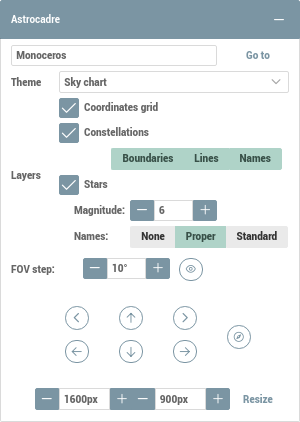 Astrocadre
Monoceros Go to
Theme Sky chart
Coordinates grid
Constellations
Boundaries Lines Names
Layers
Stars
Magnitude: 6
Names: None Proper Standard
FOV step: 10°
1600px 900px Resize